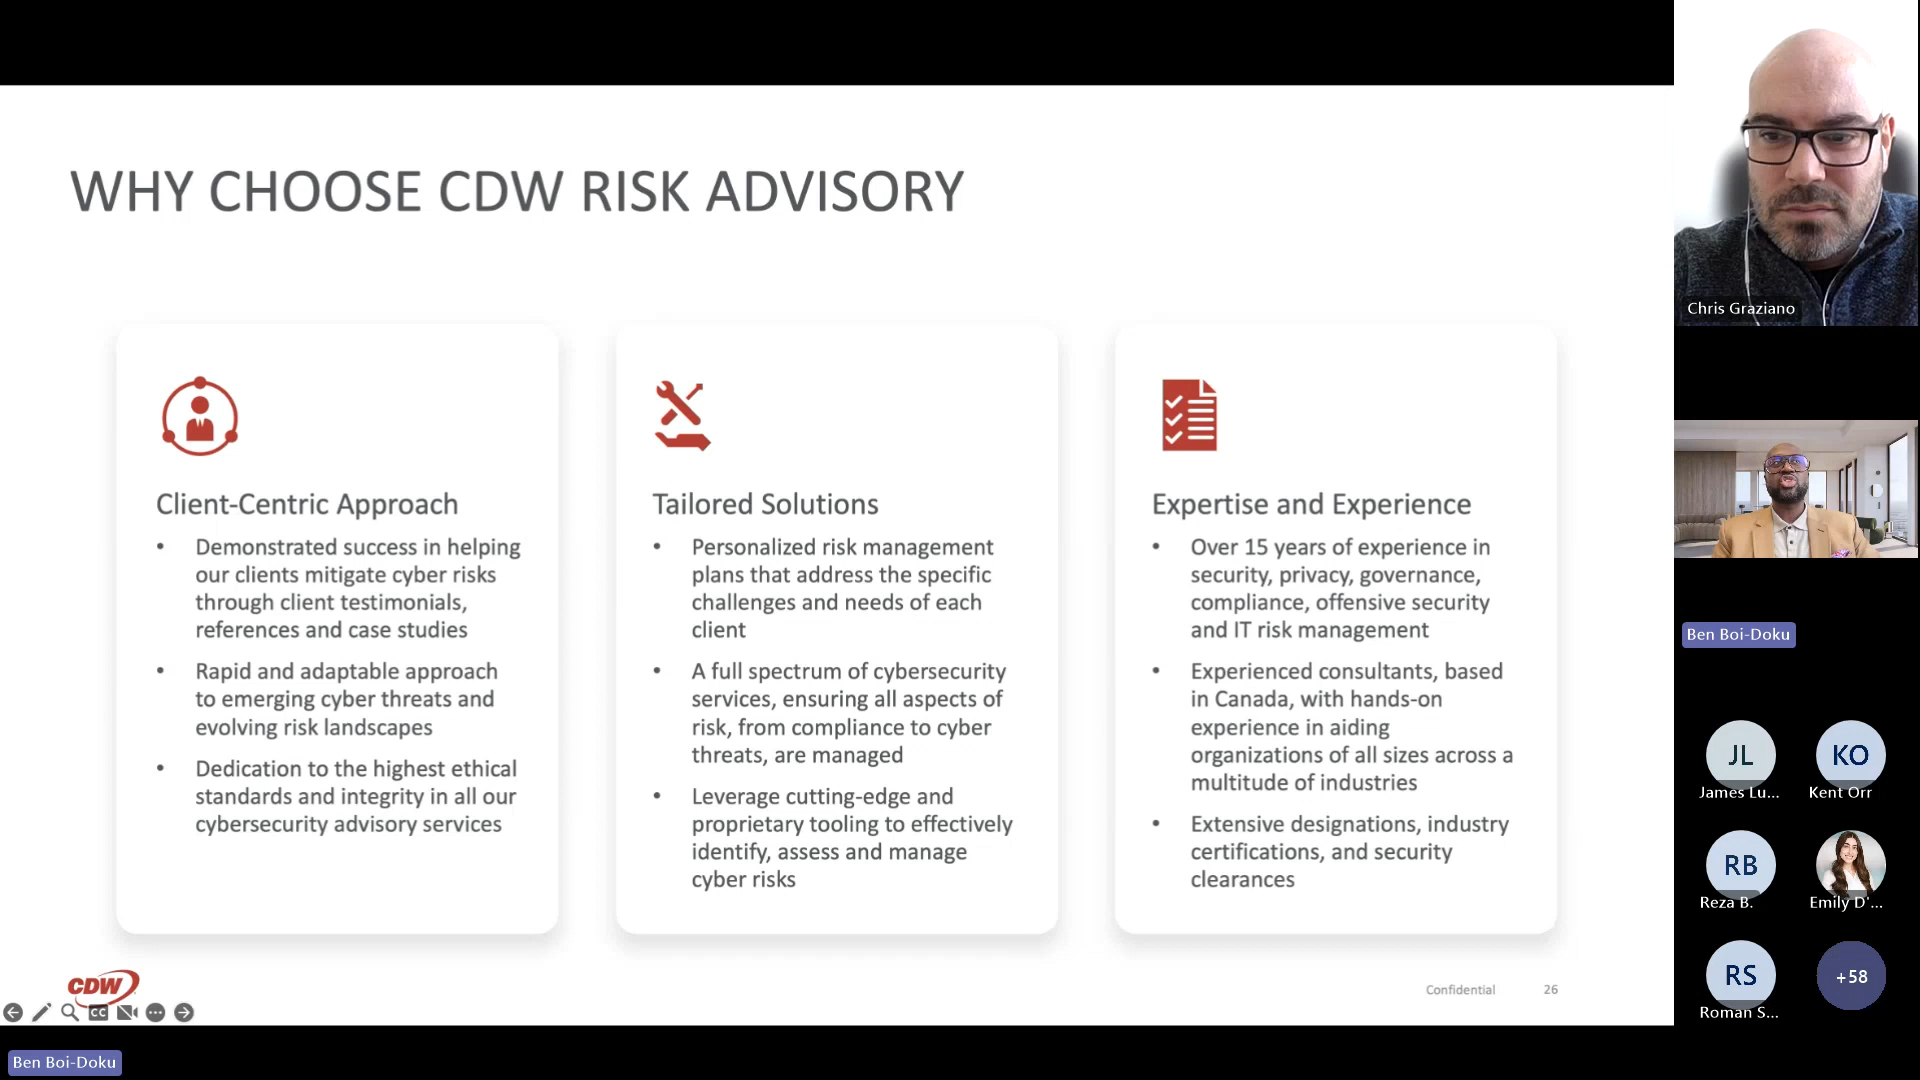 WHY CHOOSE CDW RISK ADVISORY
Client-Centric Approach
• Demonstrated success in helping
our clients mitigate cyber risks
through client testimonials,
references and case studies
• Rapid and adaptable approach
to emerging cyber threats and
evolving risk landscapes
• Dedication to the highest ethical
standards and integrity in all our
cybersecurity advisory services
Tailored Solutions
• Personalized risk management
plans that address the specific
challenges and needs of each
client
• A full spectrum of cybersecurity
services, ensuring all aspects of
risk, from compliance to cyber
threats, are managed
• Leverage cutting-edge and
proprietary tooling to effectively
identify, assess and manage
cyber risks
Expertise and Experience
• Over 15 years of experience in
security, privacy, governance,
compliance, offensive security
and IT risk management
• Experienced consultants, based
in Canada, with hands-on
experience in aiding
organizations of all sizes across a
multitude of industries
• Extensive designations, industry
certifications, and security
clearances
CDW
CC
Confidential
26
Ben Boi-Doku
Chris Graziano
Ben Boi-Doku
JL
James Lu...
KO
Kent Orr
RB
Reza B.
Emily D'...
RS
Roman S...
+58